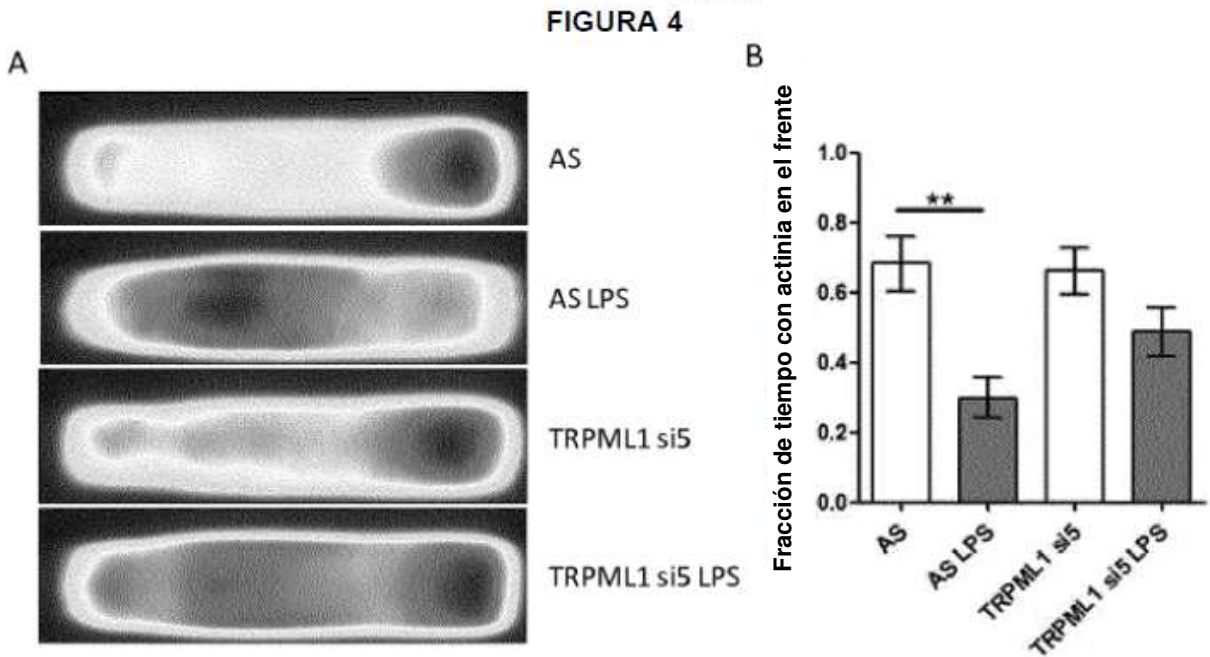 FIGURA 4
A
AS
AS LPS
TRPML1 si5
TRPML1 si5 LPS
B
Fracción de tiempo con actinia en el frente
1.0
0.8
0.6
0.4
0.2
0.0
**
AS
AS LPS
TRPML1 si5
TRPML1 si5 LPS